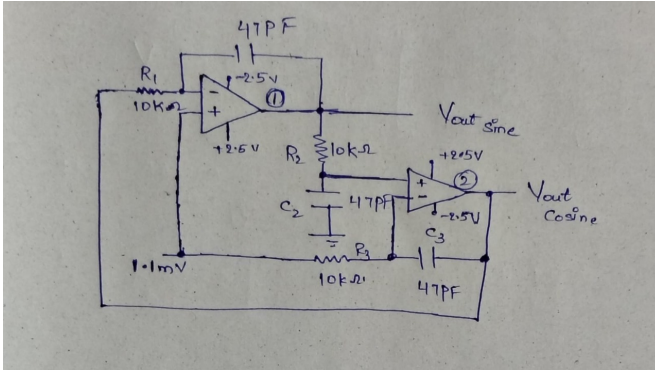 47PF
R1
10KΩ
-2.5V
1
+2.5V
Vout sine
R2
10kΩ
+2.5V
2
-2.5V
Vout
Cosine
C2
47PF
C3
R3
1.1mV
10kΩ
47PF